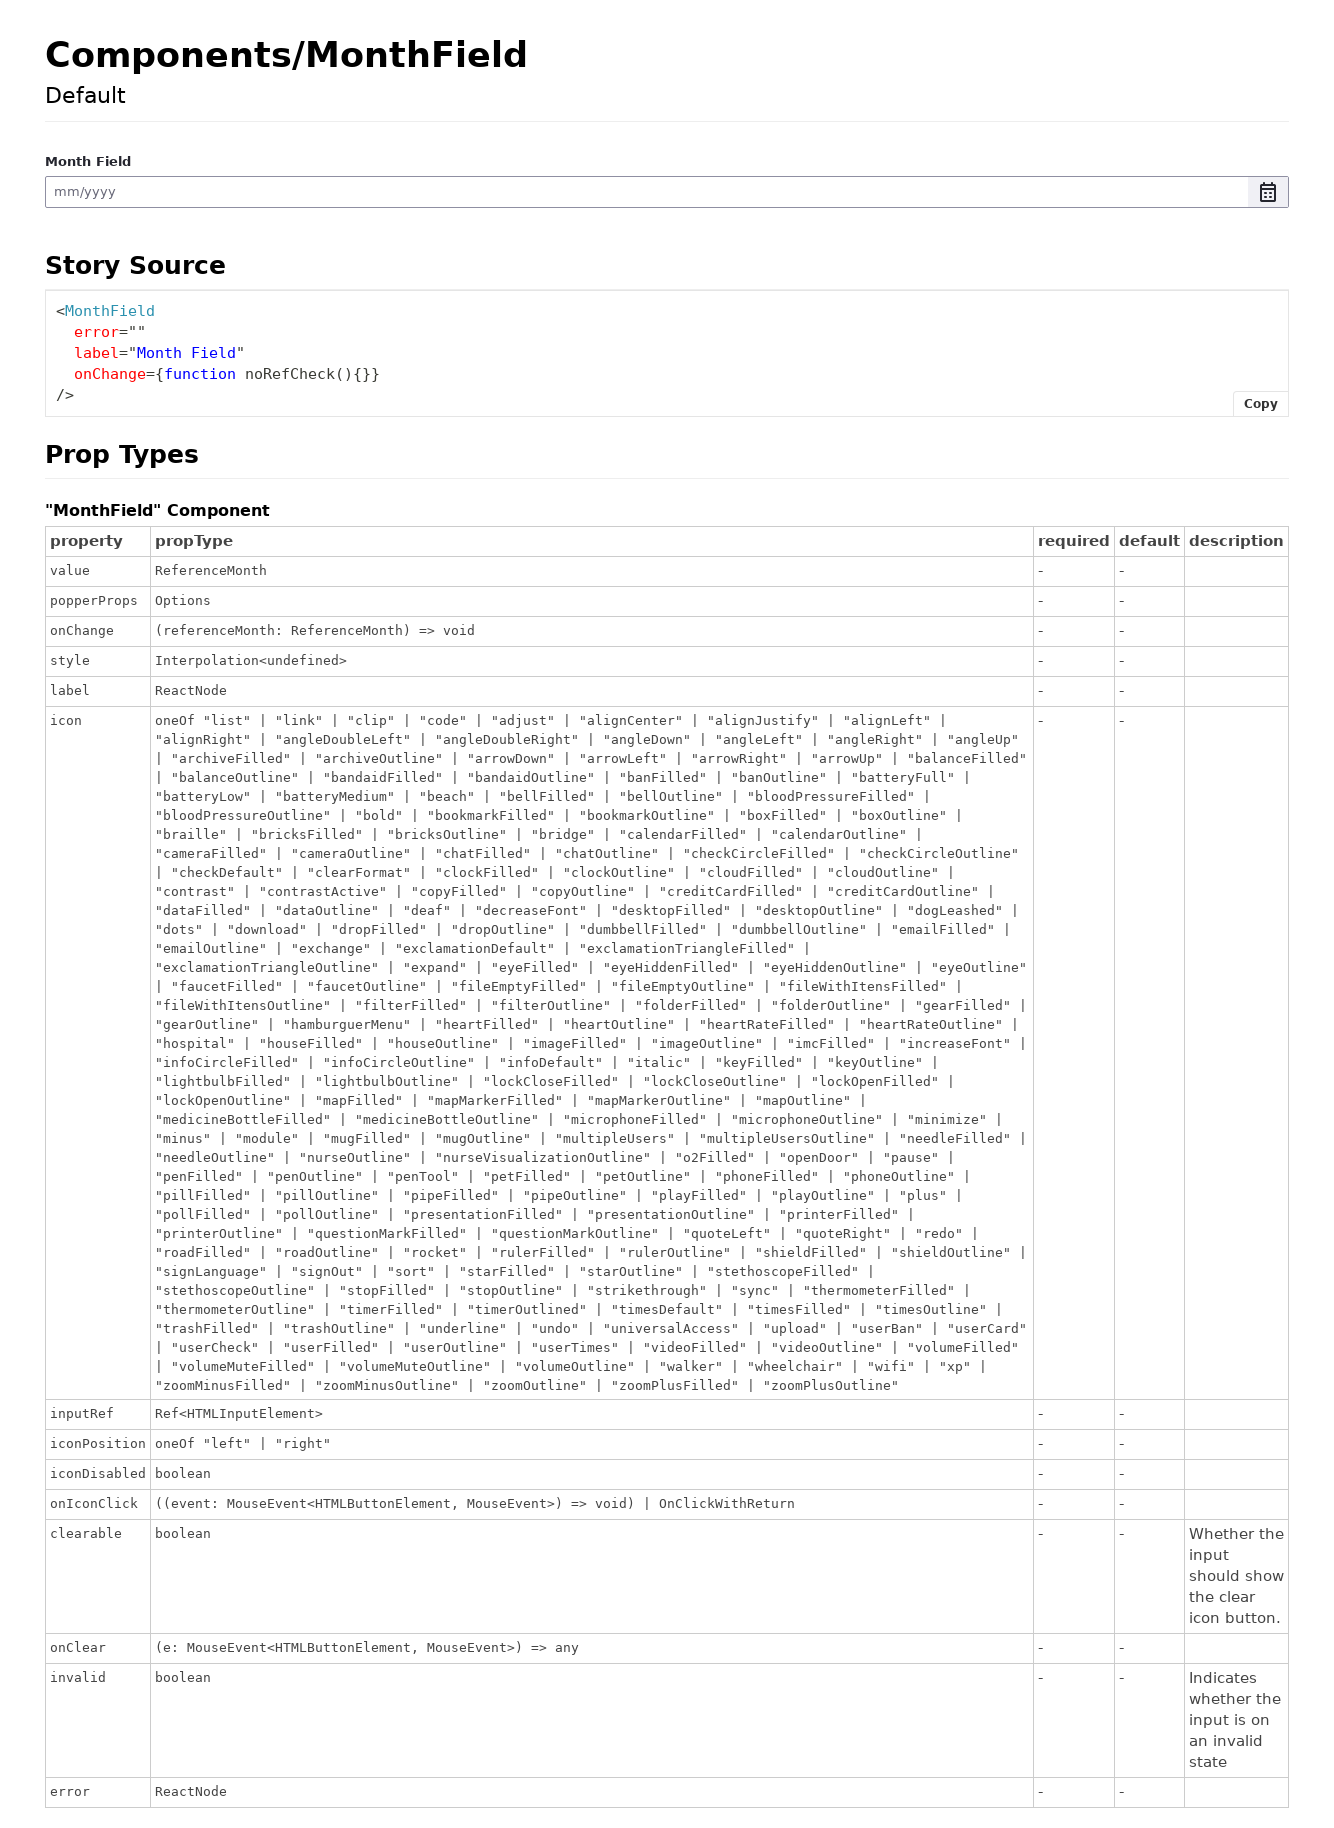 Components/MonthField
Default
Month Field
mm/yyyy
Story Source
<MonthField
error=""
label="Month Field"
onChange={function noRefCheck(){}}
/>
Copy
Prop Types
"MonthField" Component
property propType required default description
value ReferenceMonth - -
popperProps Options - -
onChange (referenceMonth: ReferenceMonth) => void - -
style Interpolation<undefined> - -
label ReactNode - -
icon oneOf "list" | "link" | "clip" | "code" | "adjust" | "alignCenter" | "alignJustify" | "alignLeft" | - -
"alignRight" | "angleDoubleLeft" | "angleDoubleRight" | "angleDown" | "angleLeft" | "angleRight" | "angleUp"
| "archiveFilled" | "archiveOutline" | "arrowDown" | "arrowLeft" | "arrowRight" | "arrowUp" | "balanceFilled"
| "balanceOutline" | "bandaidFilled" | "bandaidOutline" | "banFilled" | "banOutline" | "batteryFull" |
"batteryLow" | "batteryMedium" | "beach" | "bellFilled" | "bellOutline" | "bloodPressureFilled" |
"bloodPressureOutline" | "bold" | "bookmarkFilled" | "bookmarkOutline" | "boxFilled" | "boxOutline" |
"braille" | "bricksFilled" | "bricksOutline" | "bridge" | "calendarFilled" | "calendarOutline" |
"cameraFilled" | "cameraOutline" | "chatFilled" | "chatOutline" | "checkCircleFilled" | "checkCircleOutline"
| "checkDefault" | "clearFormat" | "clockFilled" | "clockOutline" | "cloudFilled" | "cloudOutline" |
"contrast" | "contrastActive" | "copyFilled" | "copyOutline" | "creditCardFilled" | "creditCardOutline" |
"dataFilled" | "dataOutline" | "deaf" | "decreaseFont" | "desktopFilled" | "desktopOutline" | "dogLeashed" |
"dots" | "download" | "dropFilled" | "dropOutline" | "dumbbellFilled" | "dumbbellOutline" | "emailFilled" |
"emailOutline" | "exchange" | "exclamationDefault" | "exclamationTriangleFilled" |
"exclamationTriangleOutline" | "expand" | "eyeFilled" | "eyeHiddenFilled" | "eyeHiddenOutline" | "eyeOutline"
| "faucetFilled" | "faucetOutline" | "fileEmptyFilled" | "fileEmptyOutline" | "fileWithItensFilled" |
"fileWithItensOutline" | "filterFilled" | "filterOutline" | "folderFilled" | "folderOutline" | "gearFilled" |
"gearOutline" | "hamburguerMenu" | "heartFilled" | "heartOutline" | "heartRateFilled" | "heartRateOutline" |
"hospital" | "houseFilled" | "houseOutline" | "imageFilled" | "imageOutline" | "imcFilled" | "increaseFont" |
"infoCircleFilled" | "infoCircleOutline" | "infoDefault" | "italic" | "keyFilled" | "keyOutline" |
"lightbulbFilled" | "lightbulbOutline" | "lockCloseFilled" | "lockCloseOutline" | "lockOpenFilled" |
"lockOpenOutline" | "mapFilled" | "mapMarkerFilled" | "mapMarkerOutline" | "mapOutline" |
"medicineBottleFilled" | "medicineBottleOutline" | "microphoneFilled" | "microphoneOutline" | "minimize" |
"minus" | "module" | "mugFilled" | "mugOutline" | "multipleUsers" | "multipleUsersOutline" | "needleFilled" |
"needleOutline" | "nurseOutline" | "nurseVisualizationOutline" | "o2Filled" | "openDoor" | "pause" |
"penFilled" | "penOutline" | "penTool" | "petFilled" | "petOutline" | "phoneFilled" | "phoneOutline" |
"pillFilled" | "pillOutline" | "pipeFilled" | "pipeOutline" | "playFilled" | "playOutline" | "plus" |
"pollFilled" | "pollOutline" | "presentationFilled" | "presentationOutline" | "printerFilled" |
"printerOutline" | "questionMarkFilled" | "questionMarkOutline" | "quoteLeft" | "quoteRight" | "redo" |
"roadFilled" | "roadOutline" | "rocket" | "rulerFilled" | "rulerOutline" | "shieldFilled" | "shieldOutline" |
"signLanguage" | "signOut" | "sort" | "starFilled" | "starOutline" | "stethoscopeFilled" |
"stethoscopeOutline" | "stopFilled" | "stopOutline" | "strikethrough" | "sync" | "thermometerFilled" |
"thermometerOutline" | "timerFilled" | "timerOutlined" | "timesDefault" | "timesFilled" | "timesOutline" |
"trashFilled" | "trashOutline" | "underline" | "undo" | "universalAccess" | "upload" | "userBan" | "userCard"
| "userCheck" | "userFilled" | "userOutline" | "userTimes" | "videoFilled" | "videoOutline" | "volumeFilled"
| "volumeMuteFilled" | "volumeMuteOutline" | "volumeOutline" | "walker" | "wheelchair" | "wifi" | "xp" |
"zoomMinusFilled" | "zoomMinusOutline" | "zoomOutline" | "zoomPlusFilled" | "zoomPlusOutline"
inputRef Ref<HTMLInputElement> - -
iconPosition oneOf "left" | "right" - -
iconDisabled boolean - -
onIconClick ((event: MouseEvent<HTMLButtonElement, MouseEvent>) => void) | OnClickWithReturn - -
clearable boolean - - Whether the
input
should show
the clear
icon button.
onClear (e: MouseEvent<HTMLButtonElement, MouseEvent>) => any - -
invalid boolean - - Indicates
whether the
input is on
an invalid
state
error ReactNode - -